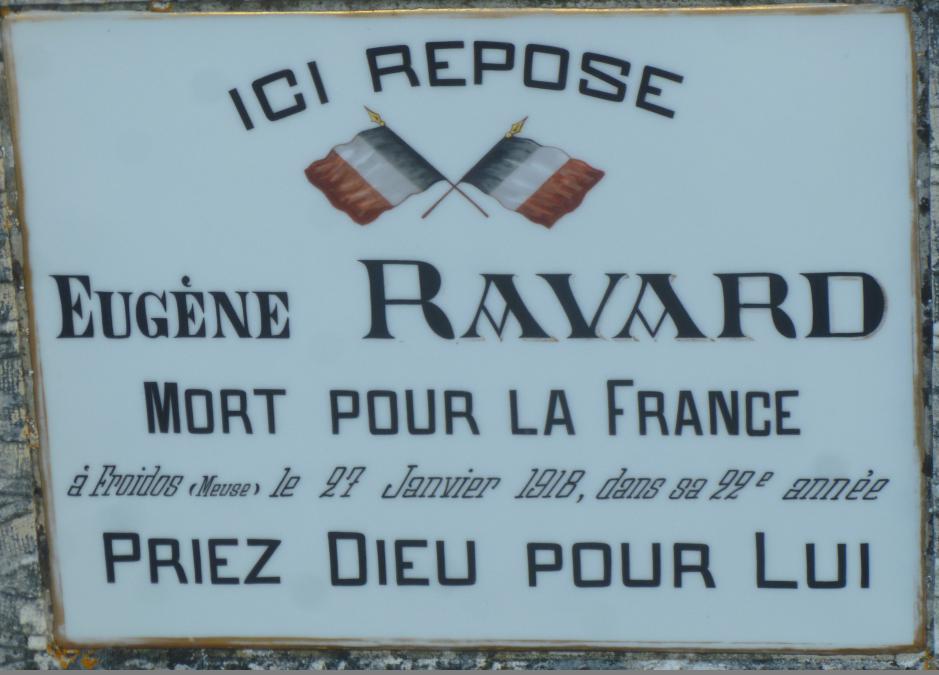 ICI REPOSE
EUGÈNE RAVARD
MORT POUR LA FRANCE
à Froidos (Meuse) le 27 Janvier 1918, dans sa 22e année
PRIEZ DIEU POUR LUI